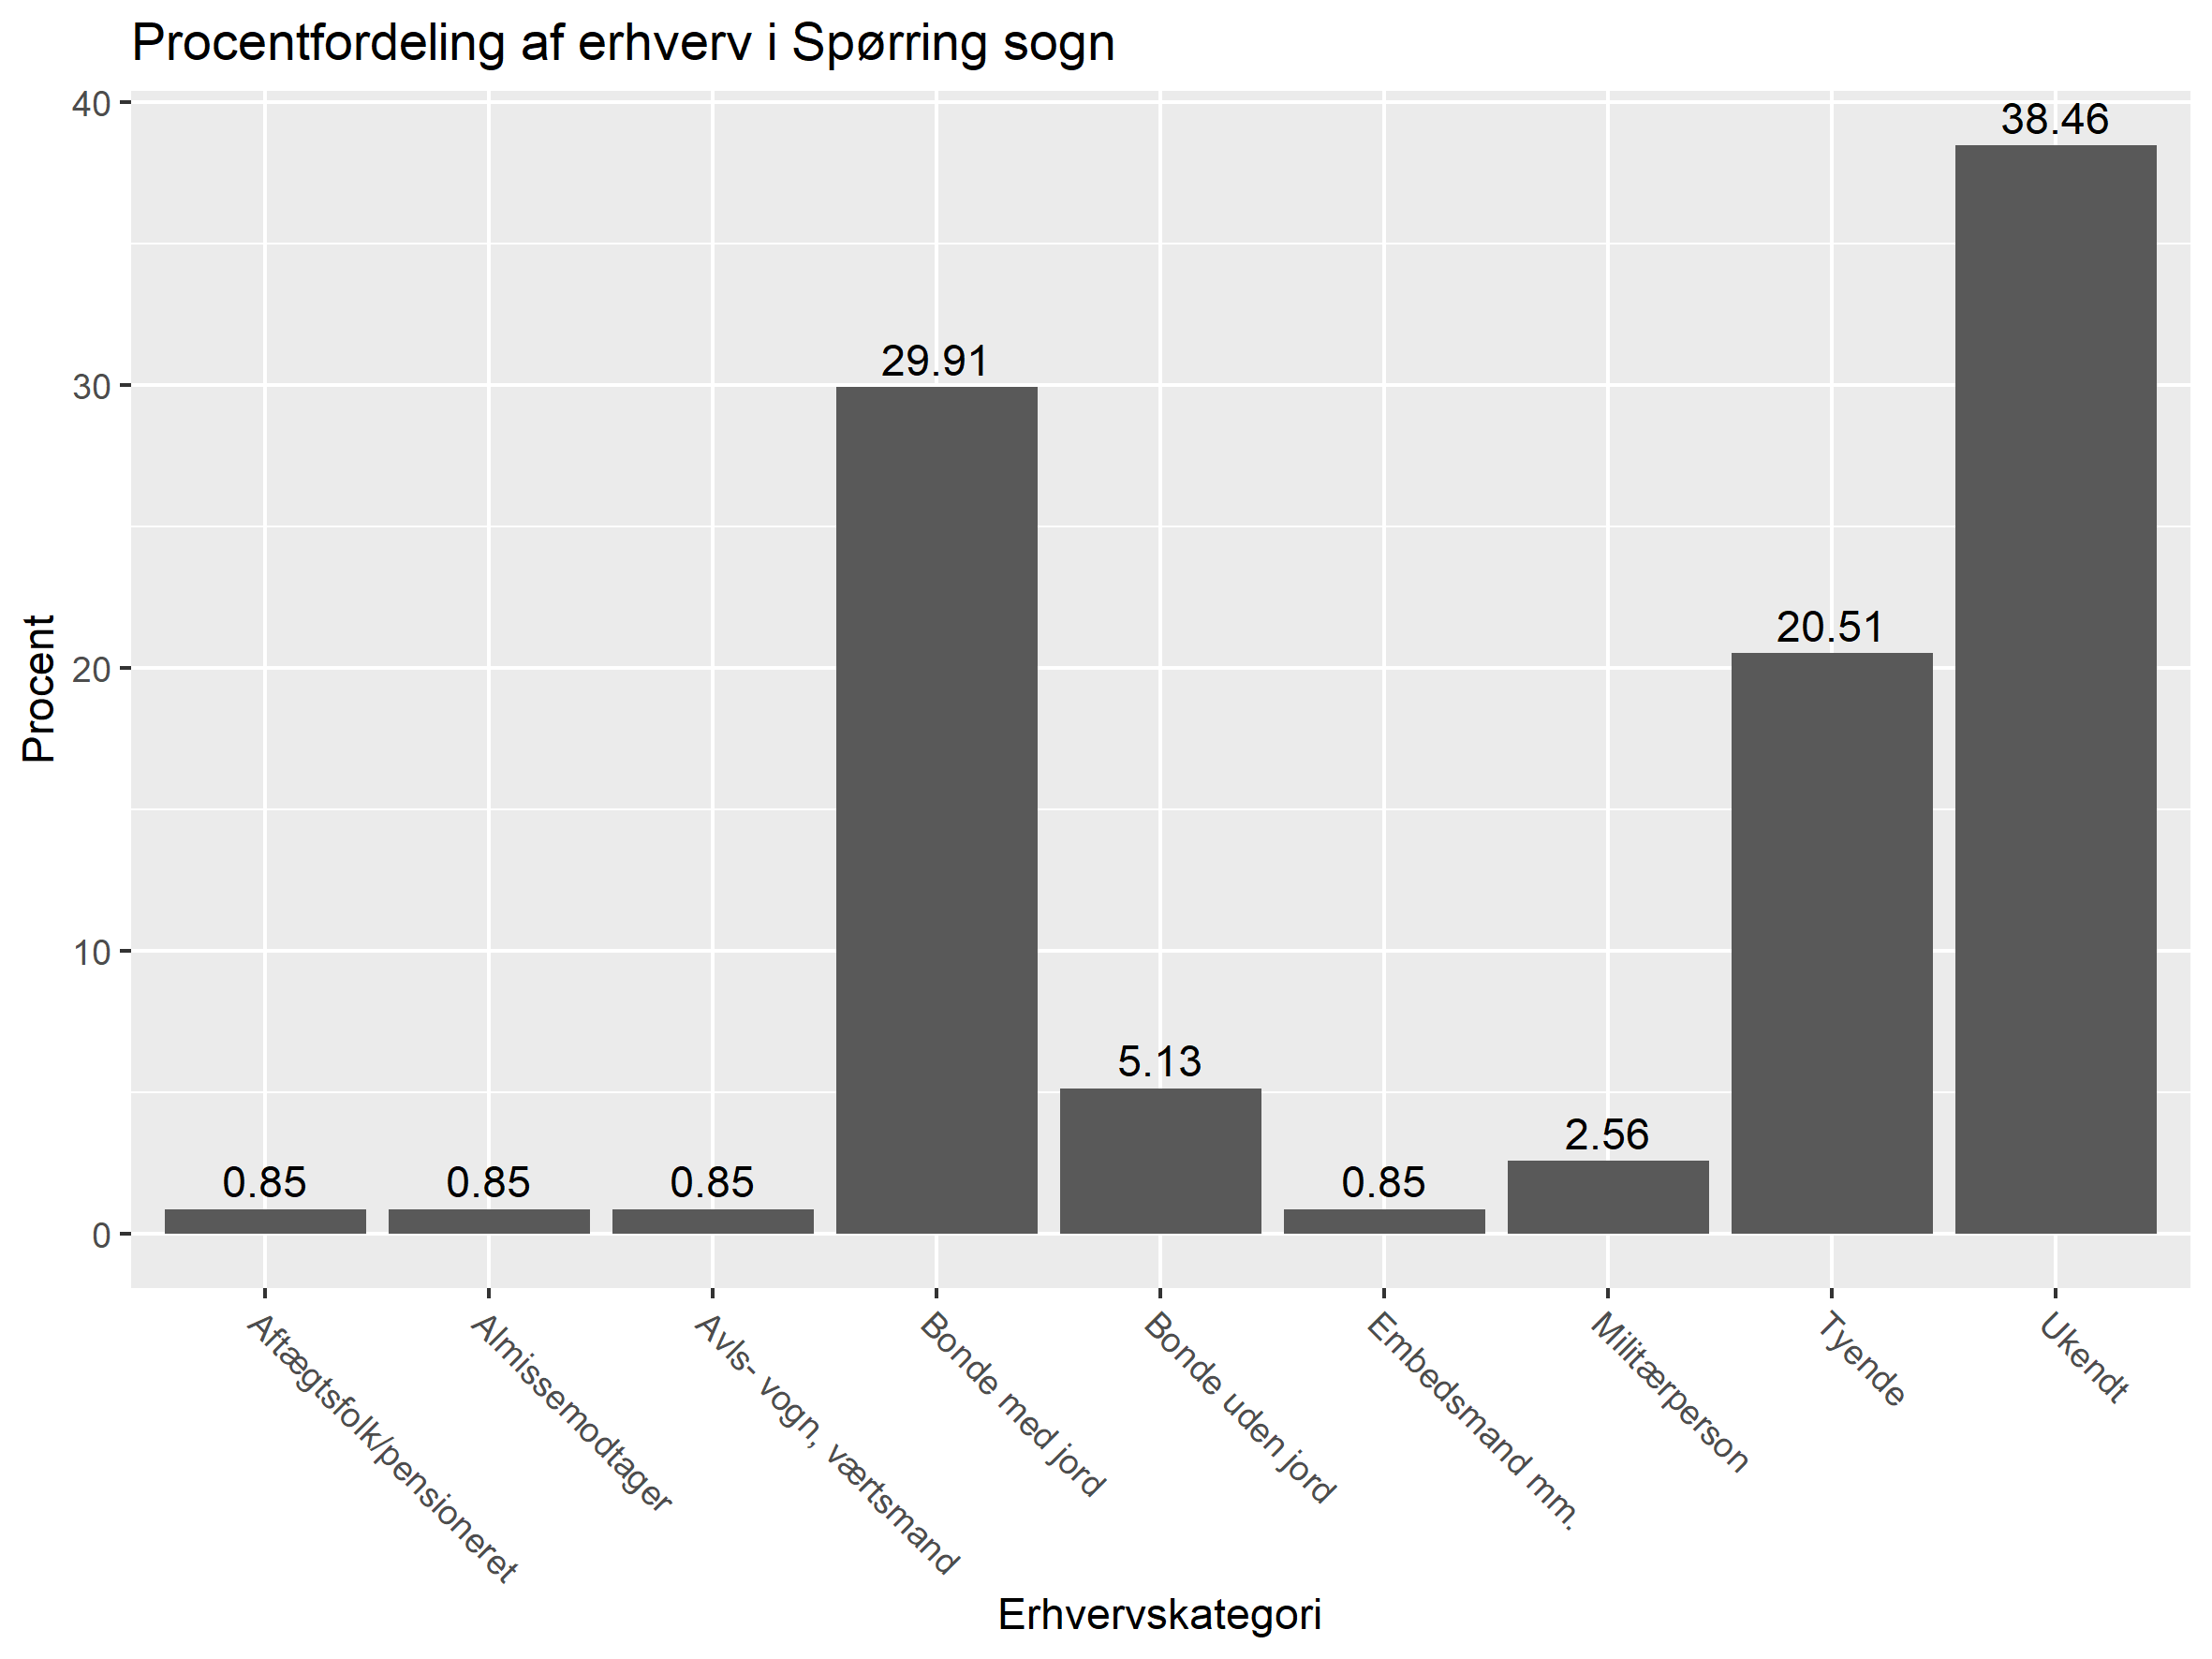 Procentfordeling af erhverv i Spørring sogn
Procent
40
30
20
10
0
0.85
0.85
0.85
29.91
5.13
0.85
2.56
20.51
38.46
Aftægtsfolk/pensioneret
Almissemodtager
Avls- vogn, værtsmand
Bonde med jord
Bonde uden jord
Embedsmand mm.
Militærperson
Tyende
Ukendt
Erhvervskategori